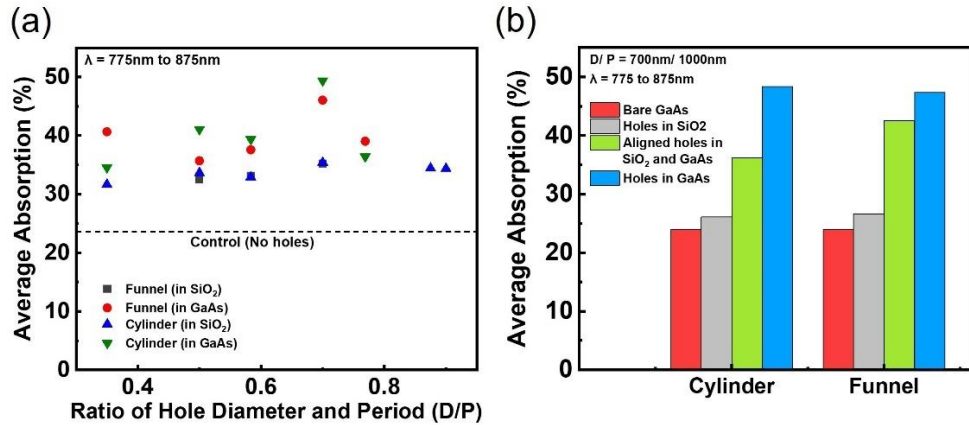 (a)
λ = 775nm to 875nm
Average Absorption (%)
50
40
30
20
10
0
Control (No holes)
Funnel (in SiO₂)
Funnel (in GaAs)
Cylinder (in SiO₂)
Cylinder (in GaAs)
0.4 0.6 0.8
Ratio of Hole Diameter and Period (D/P)
(b)
D/ P = 700nm/ 1000nm
λ = 775 to 875nm
Average Absorption (%)
50
40
30
20
10
0
Bare GaAs
Holes in SiO2
Aligned holes in
SiO₂ and GaAs
Holes in GaAs
Cylinder Funnel